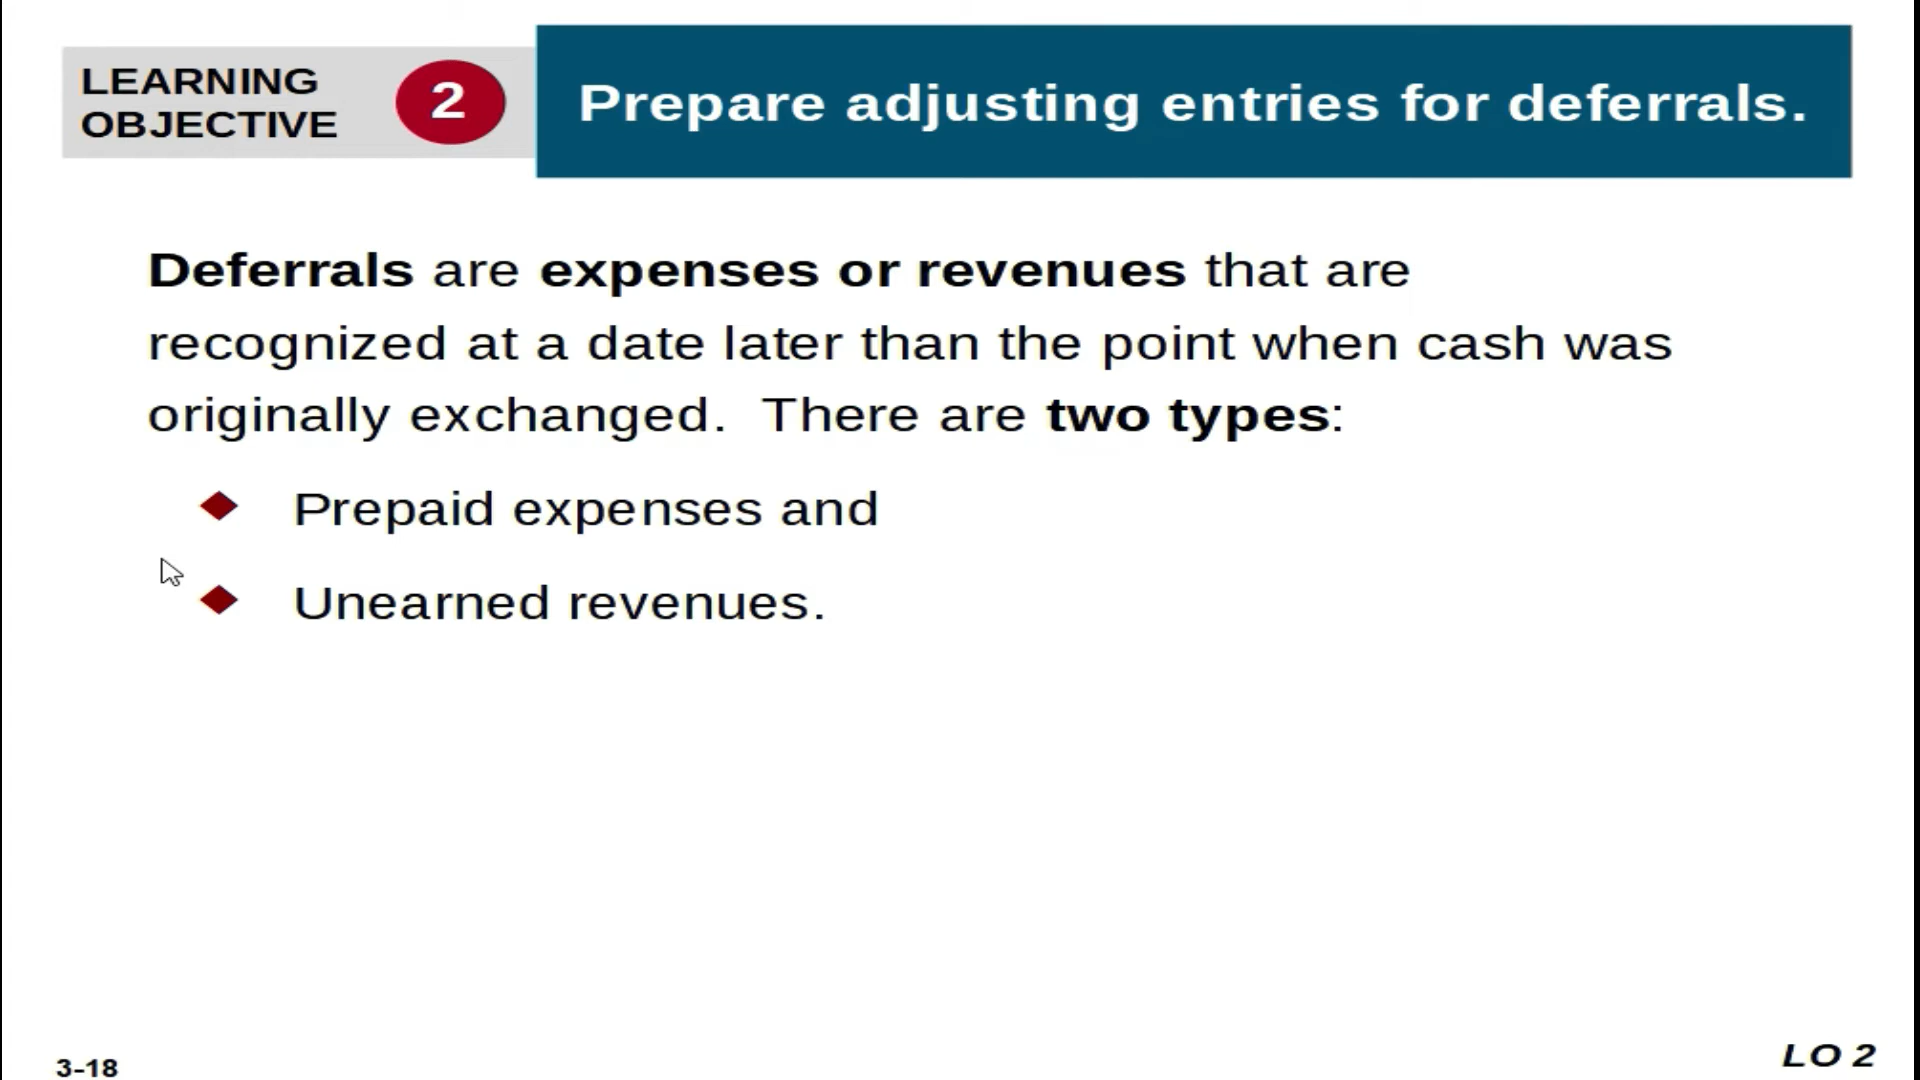 LEARNING
OBJECTIVE
2
Prepare adjusting entries for deferrals.
Deferrals are expenses or revenues that are
recognized at a date later than the point when cash was
originally exchanged.  There are two types:
Prepaid expenses and
Unearned revenues.
3-18
LO 2